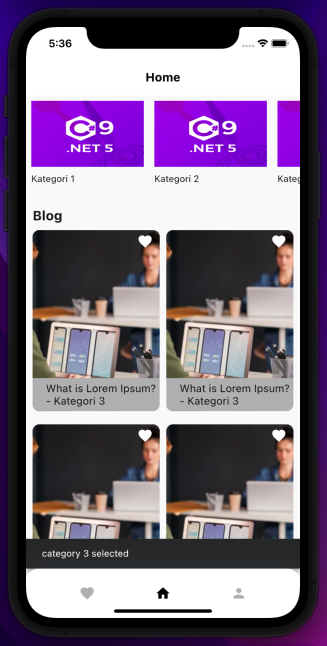 5:36
Home
C# 9
.NET 5
C# 9
.NET 5
Kategori 1
Kategori 2
Kateg
Blog
What is Lorem Ipsum?
- Kategori 3
What is Lorem Ipsum?
- Kategori 3
category 3 selected